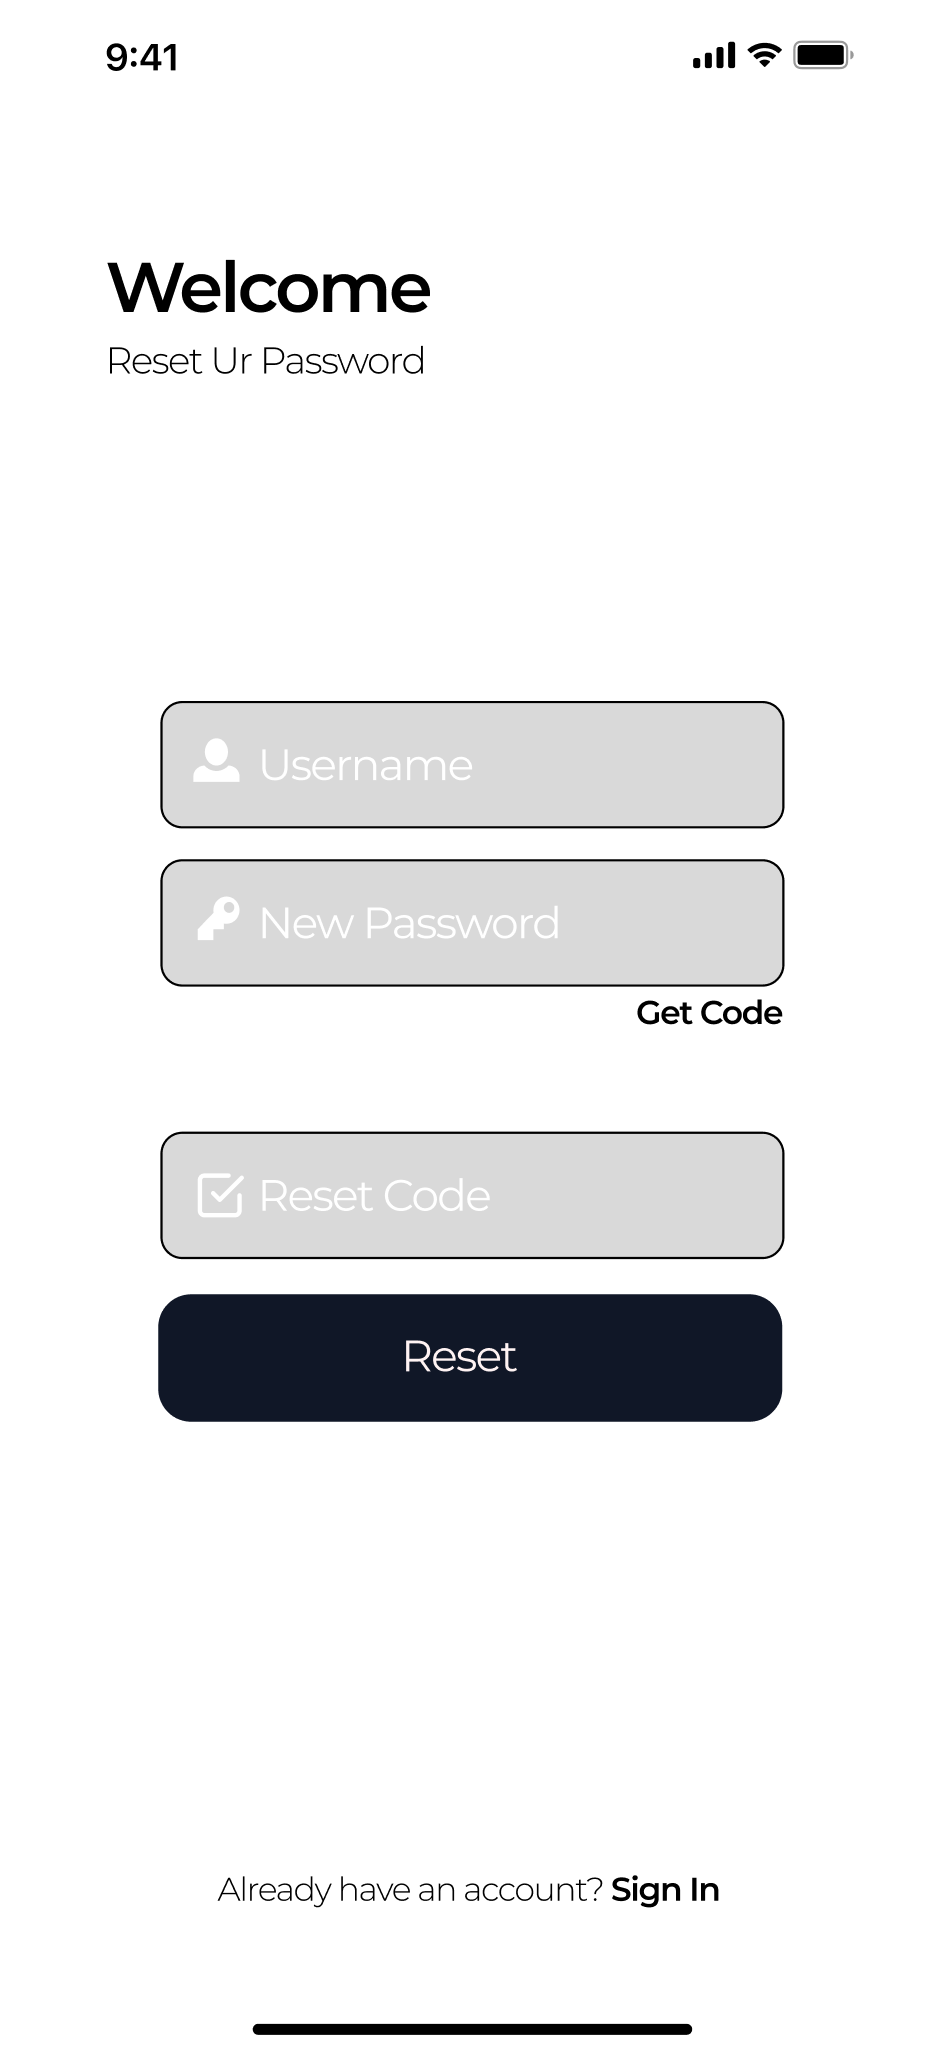 9:41
Welcome
Reset Ur Password
Username
New Password
Get Code
Reset Code
Reset
Already have an account? Sign In